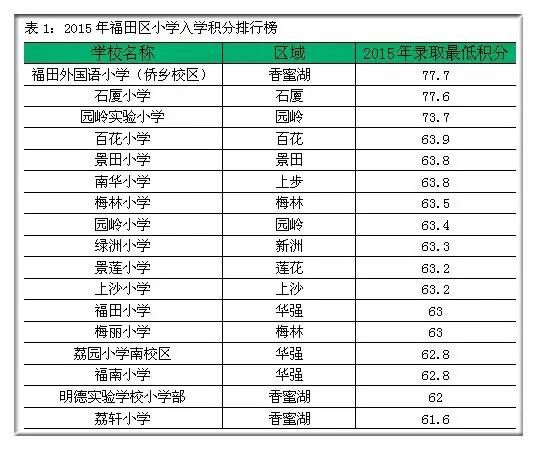 表1：2015年福田区小学入学积分排行榜
学校名称 区域 2015年录取最低积分
福田外国语小学（侨乡校区） 香蜜湖 77.7
石厦小学 石厦 77.6
园岭实验小学 园岭 73.7
百花小学 百花 63.9
景田小学 景田 63.8
南华小学 上步 63.8
梅林小学 梅林 63.5
园岭小学 园岭 63.4
绿洲小学 新洲 63.3
景莲小学 莲花 63.2
上沙小学 上沙 63.2
福田小学 华强 63
梅丽小学 梅林 63
荔园小学南校区 华强 62.8
福南小学 华强 62.8
明德实验学校小学部 香蜜湖 62
荔轩小学 香蜜湖 61.6